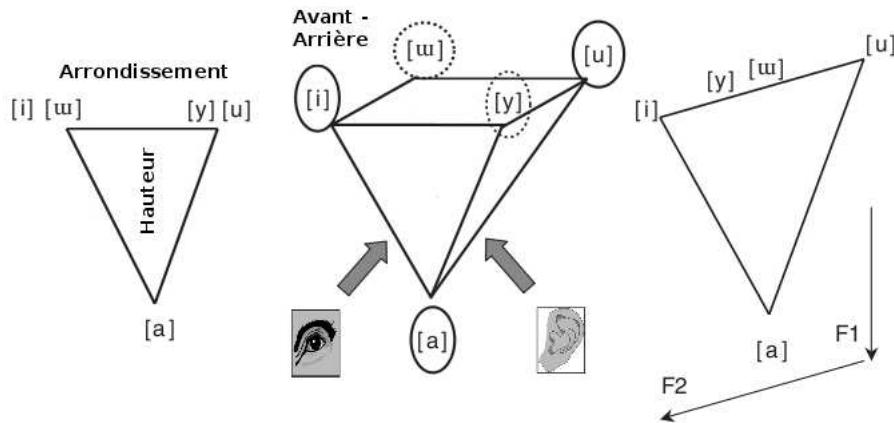 Arrondissement
[i] [ɯ] [y] [u]
Hauteur
[a]
Avant -
Arrière
[ɯ]
[u]
[i]
[y]
[a]
[u]
[y] [ɯ]
[i]
[a]
F1
F2